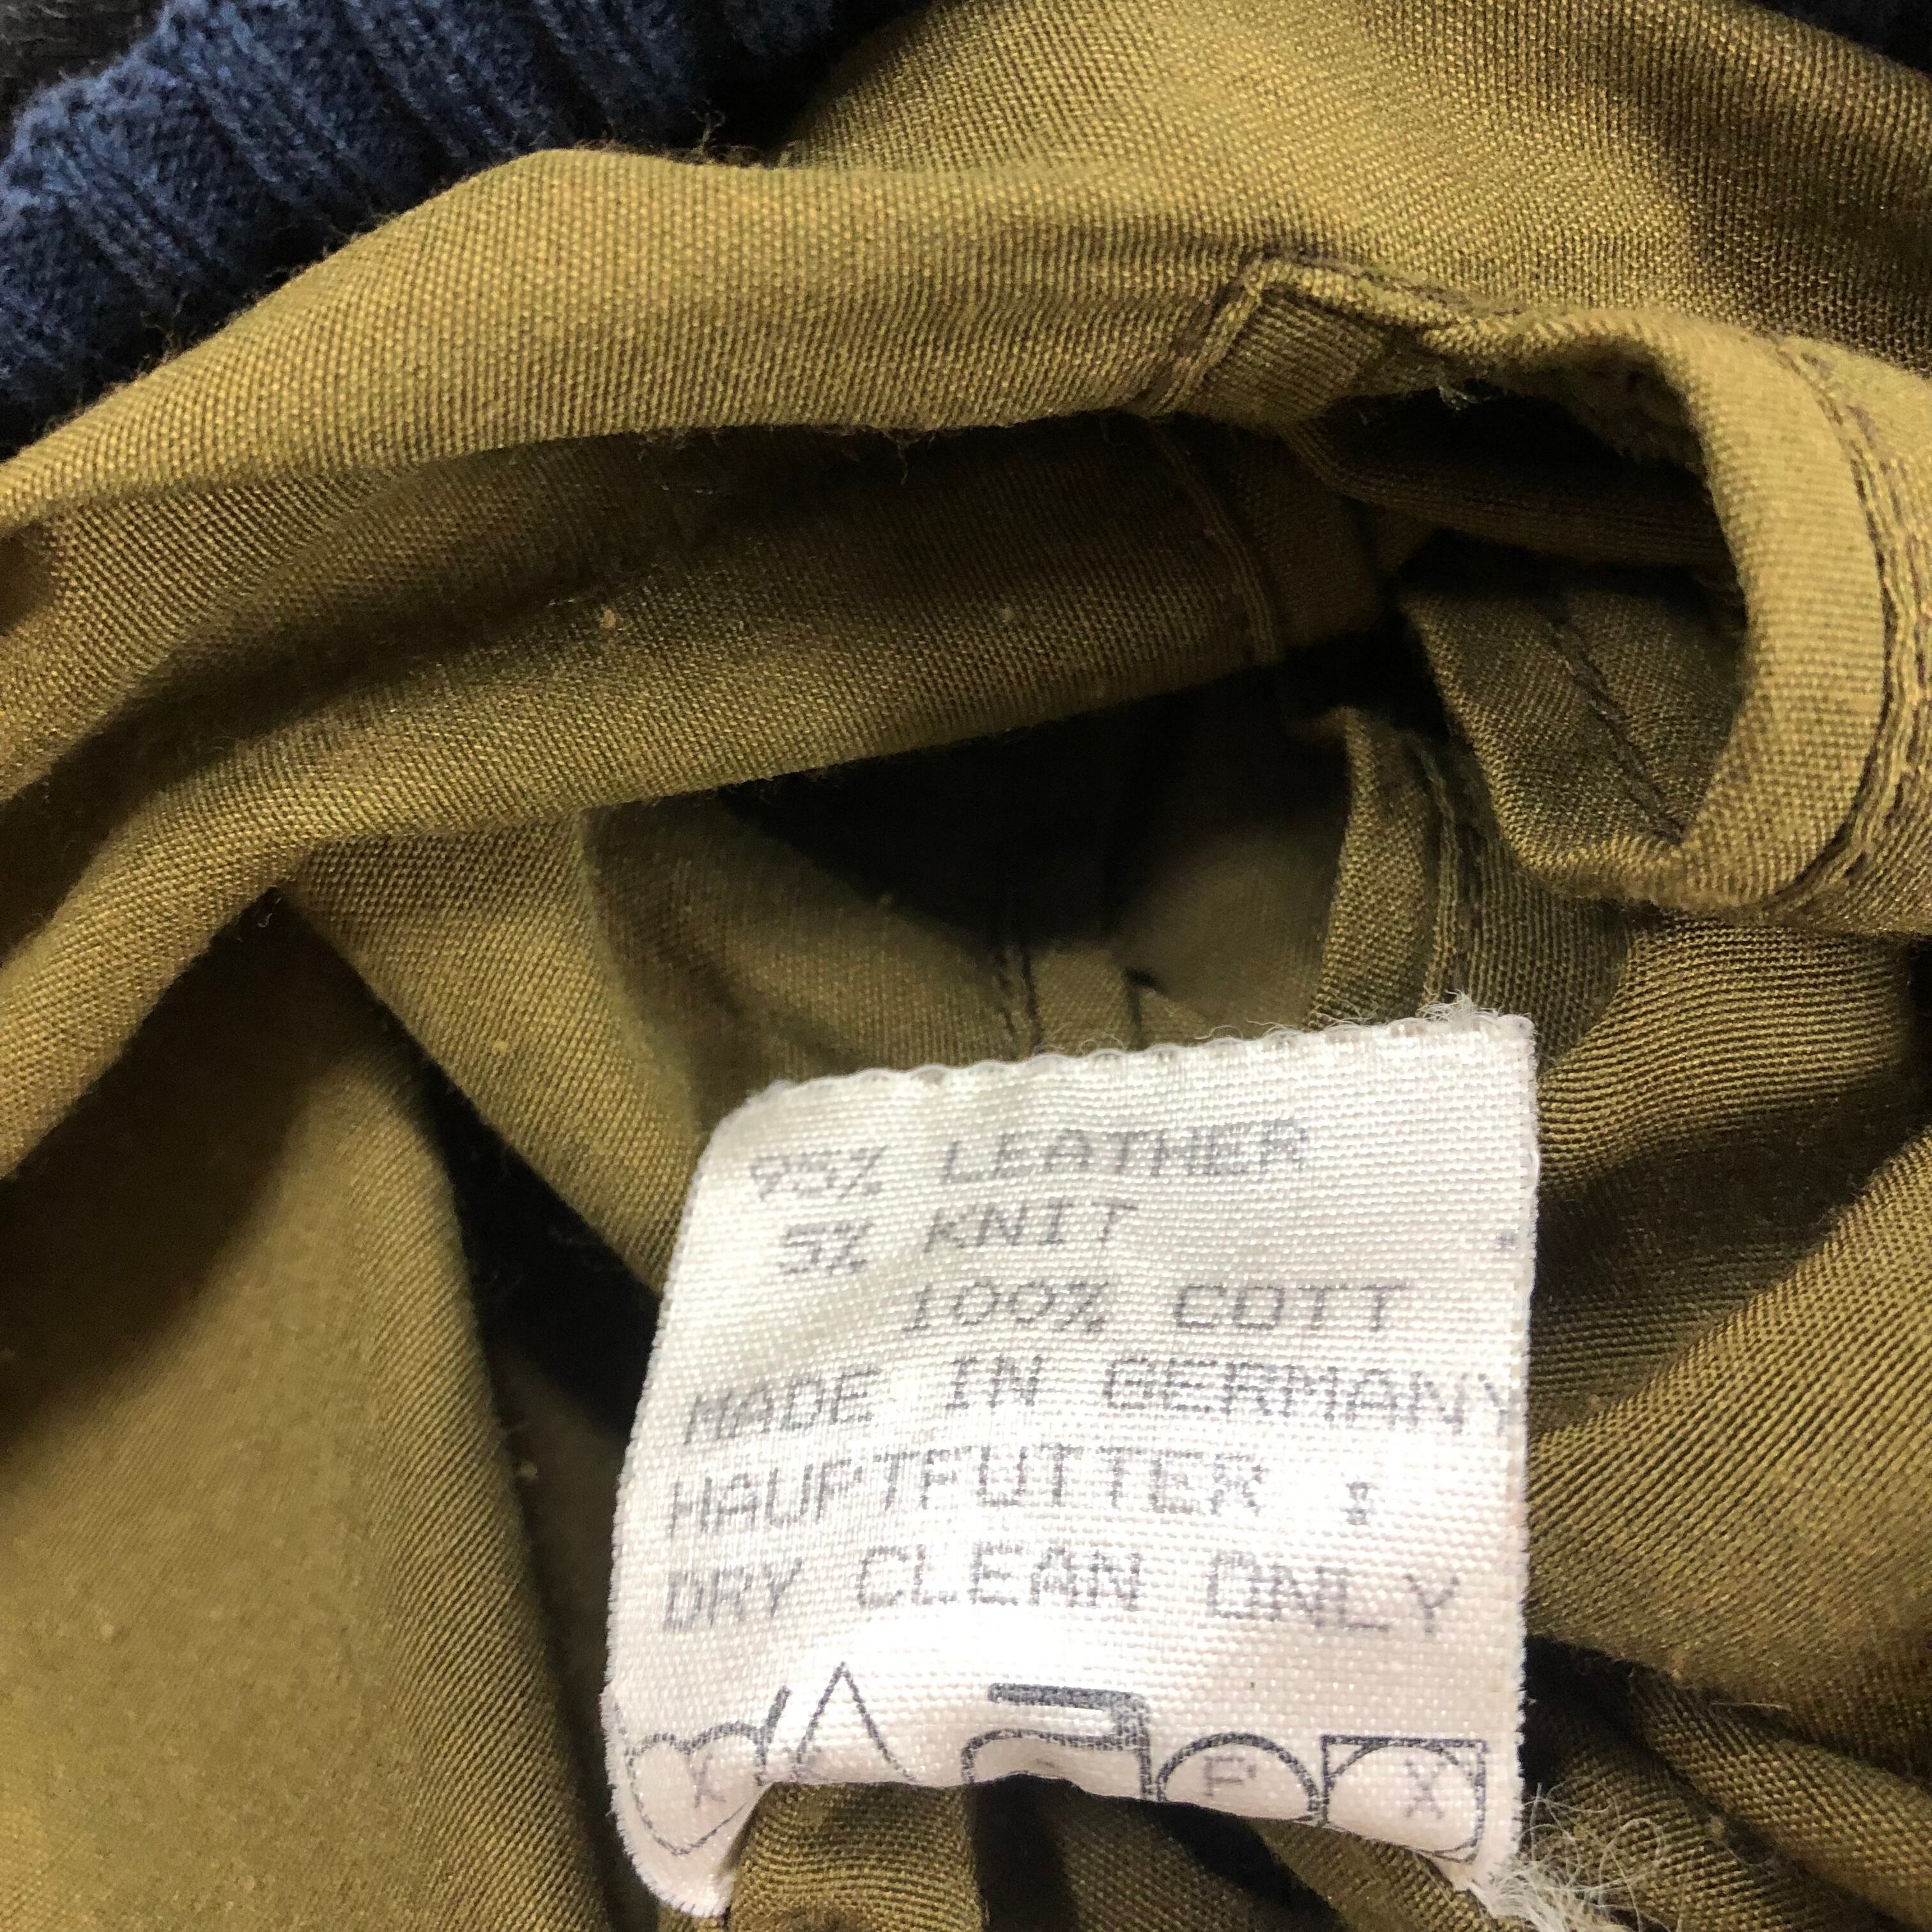 95% LEATHER
5% KNIT
100% COTT
MADE IN GERMANY
HAUPTFUTTER :
DRY CLEAN ONLY
X F X